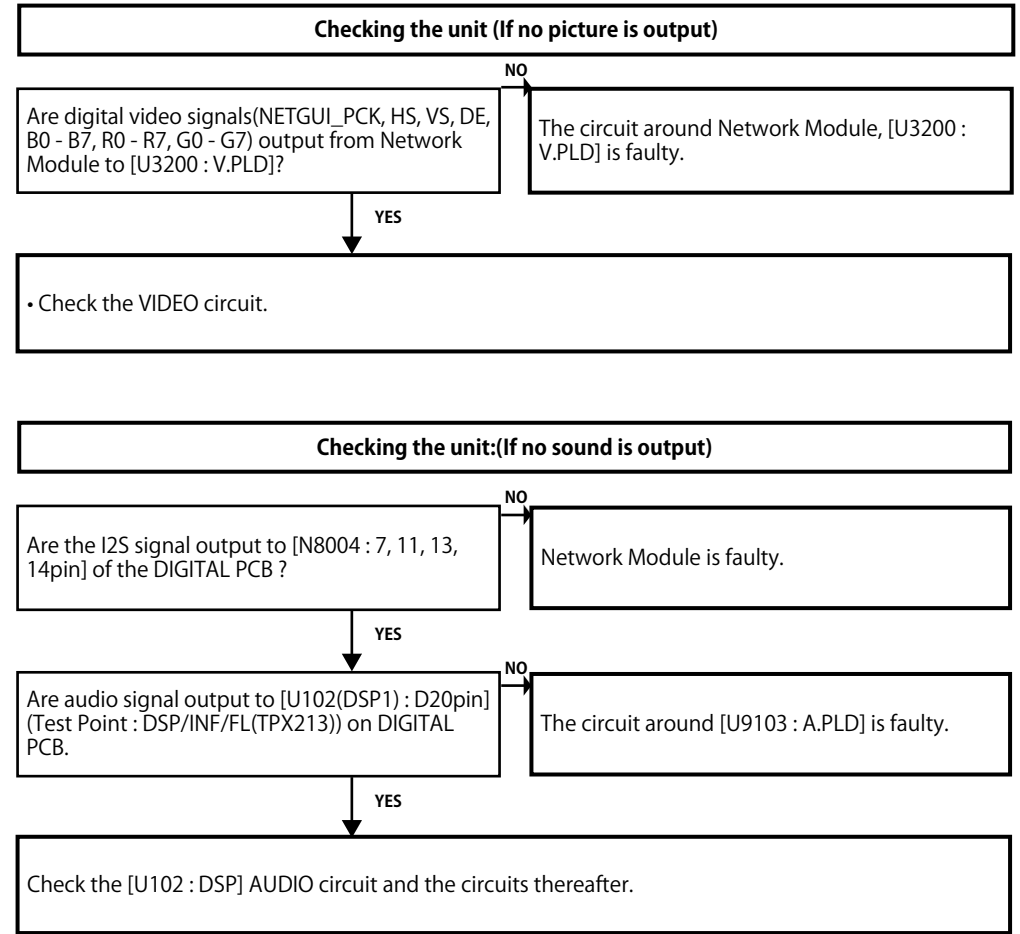 Checking the unit (If no picture is output)
NO
Are digital video signals(NETGUI_PCK, HS, VS, DE,
B0 - B7, R0 - R7, G0 - G7) output from Network
Module to [U3200 : V.PLD]?
The circuit around Network Module, [U3200 :
V.PLD] is faulty.
YES
• Check the VIDEO circuit.
Checking the unit:(If no sound is output)
NO
Are the I2S signal output to [N8004 : 7, 11, 13,
14pin] of the DIGITAL PCB ?
Network Module is faulty.
YES
NO
Are audio signal output to [U102(DSP1) : D20pin]
(Test Point : DSP/INF/FL(TPX213)) on DIGITAL
PCB.
The circuit around [U9103 : A.PLD] is faulty.
YES
Check the [U102 : DSP] AUDIO circuit and the circuits thereafter.